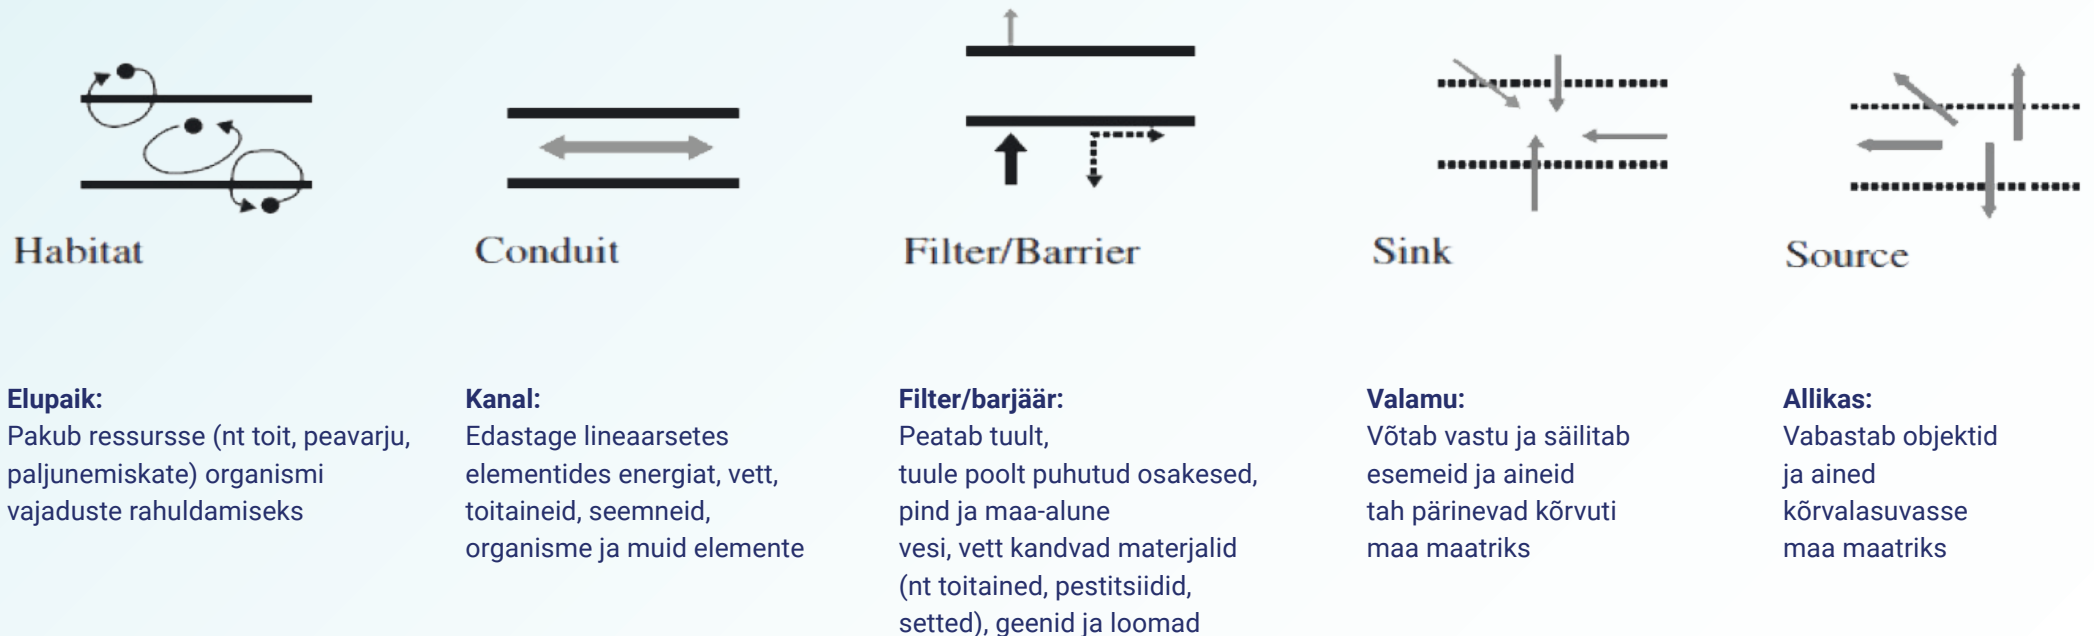 Habitat
Conduit
Filter/Barrier
Sink
Source
Elupaik:
Pakub ressursse (nt toit, peavarju,
paljunemiskate) organismi
vajaduste rahuldamiseks
Kanal:
Edastage lineaarsetes
elementides energiat, vett,
toitaineid, seemneid,
organisme ja muid elemente
Filter/barjäär:
Peatab tuult,
tuule poolt puhutud osakesed,
pind ja maa-alune
vesi, vett kandvad materjalid
(nt toitained, pestitsiidid,
setted), geenid ja loomad
Valamu:
Võtab vastu ja säilitab
esemeid ja aineid
tah pärinevad kõrvuti
maa maatriks
Allikas:
Vabastab objektid
ja ained
kõrvalasuvasse
maa maatriks